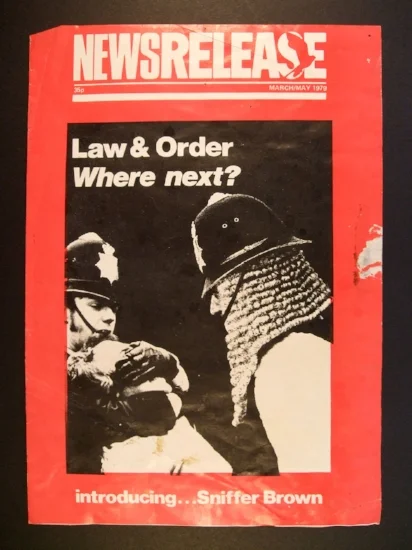 NEWSRELEASE
35p MARCH/MAY 1979
Law & Order
Where next?
introducing...Sniffer Brown